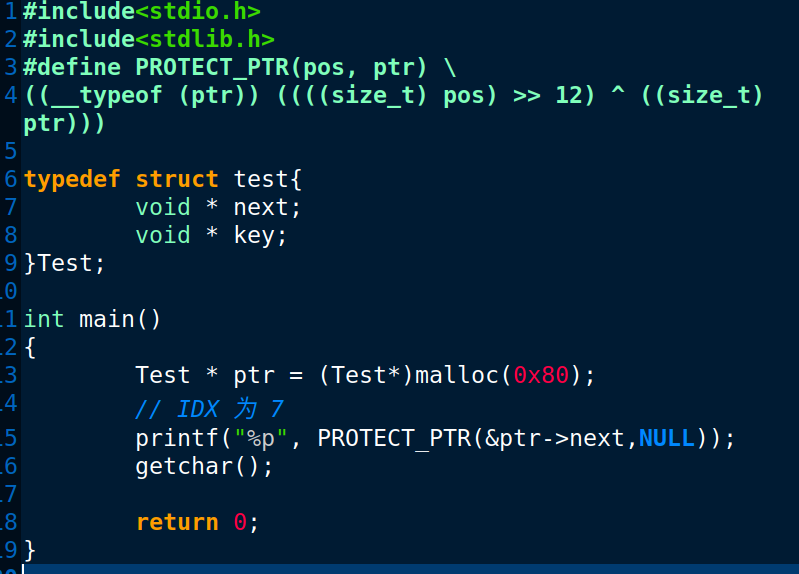 1 #include<stdio.h>
2 #include<stdlib.h>
3 #define PROTECT_PTR(pos, ptr) \
4 ((__typeof (ptr)) ((((size_t) pos) >> 12) ^ ((size_t)
ptr)))
5
6 typedef struct test{
7         void * next;
8         void * key;
9 }Test;
10
11 int main()
12 {
13         Test * ptr = (Test*)malloc(0x80);
14         // IDX 为 7
15         printf("%p", PROTECT_PTR(&ptr->next,NULL));
16         getchar();
17
18         return 0;
19 }